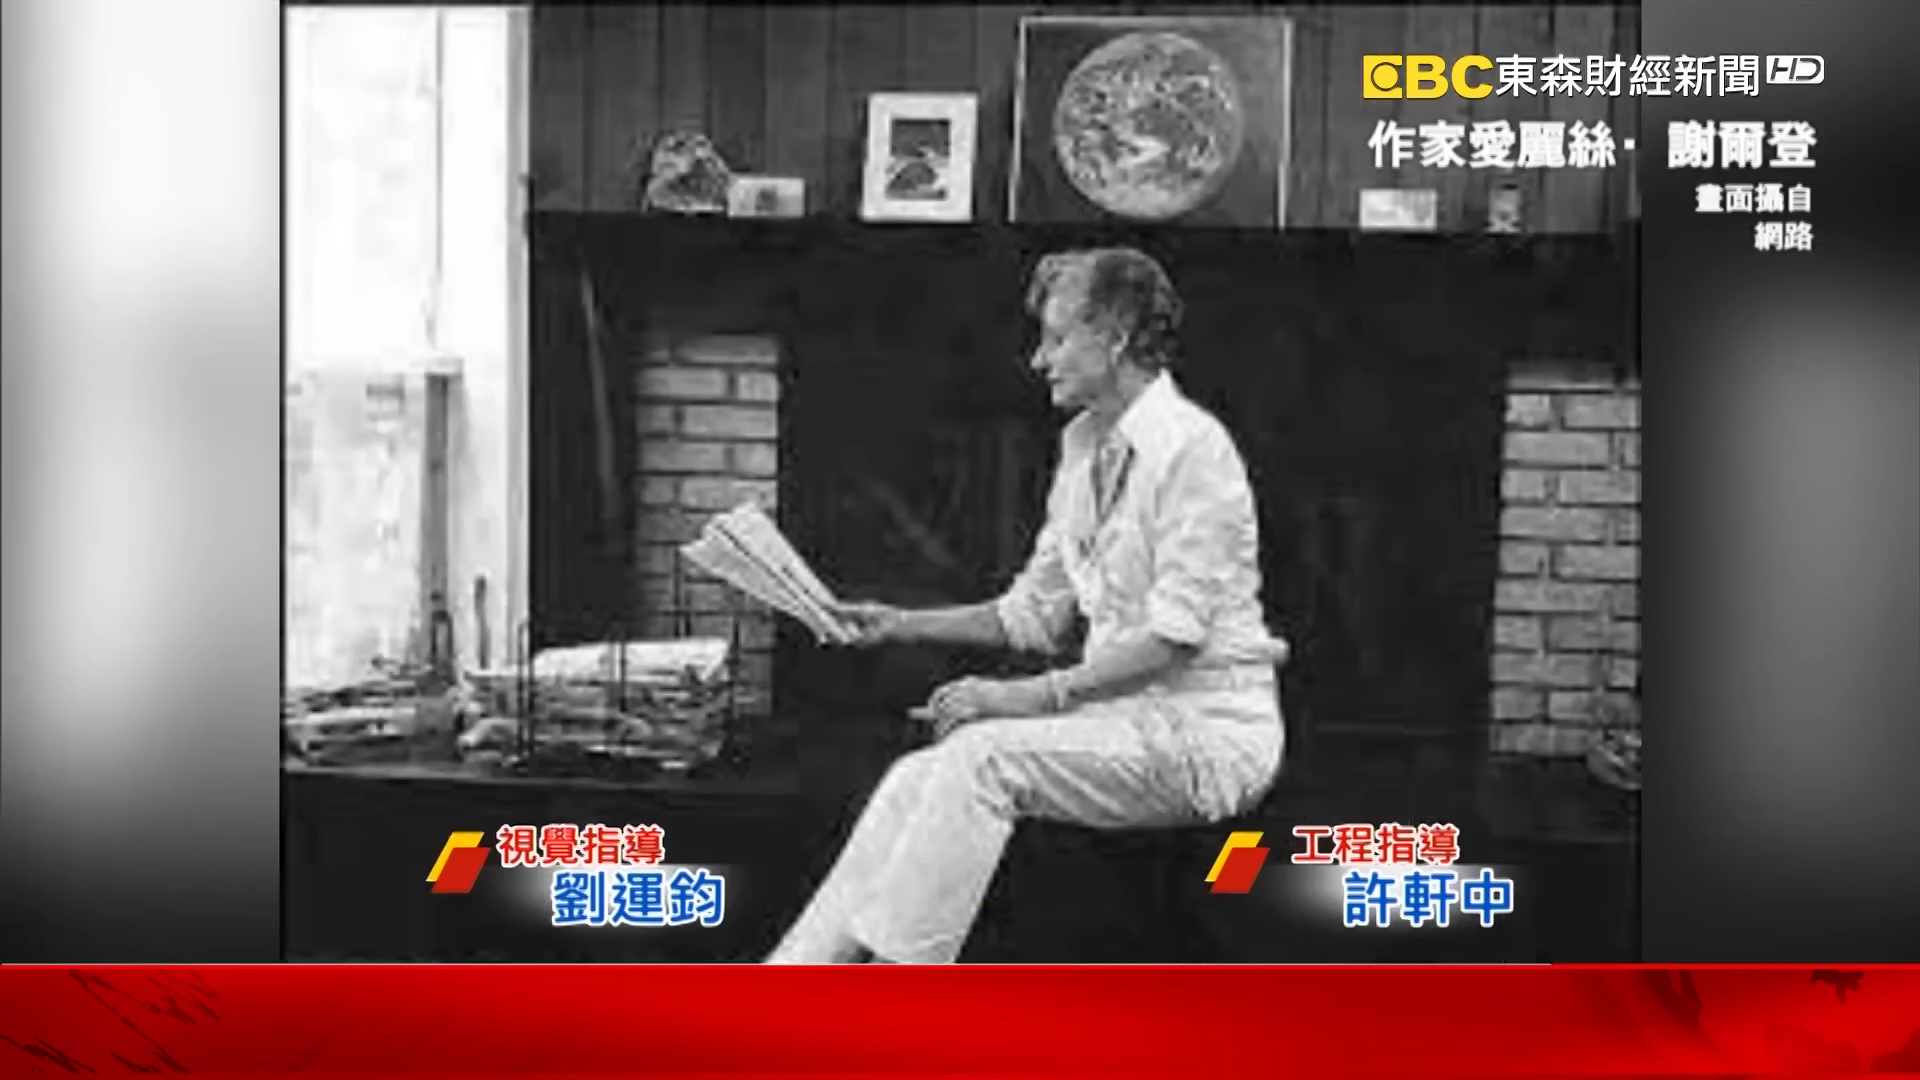 EBC東森財經新聞HD
作家愛麗絲·謝爾登
畫面攝自
網路
視覺指導
劉運鈞
工程指導
許軒中